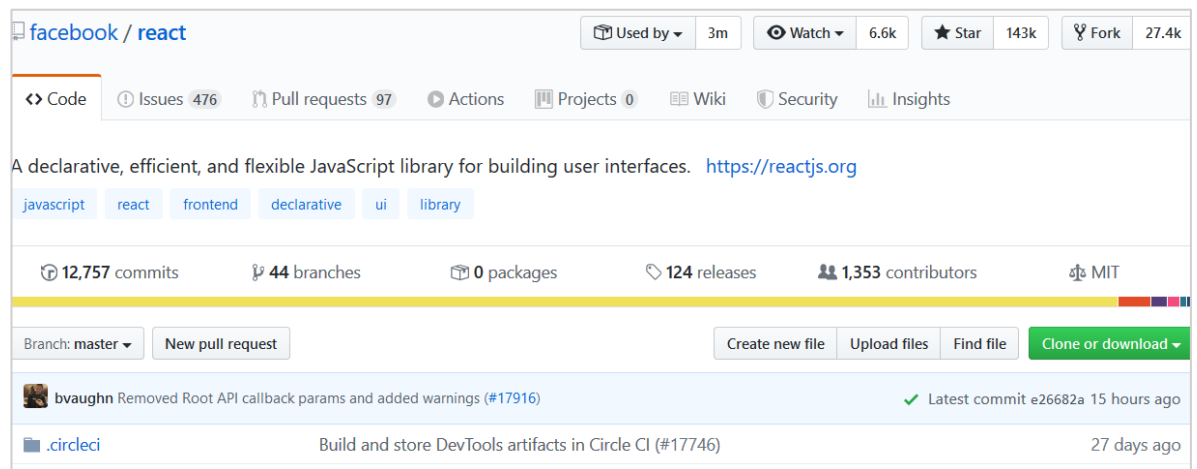 facebook / react Used by 3m Watch 6.6k Star 143k Fork 27.4k
Code Issues 476 Pull requests 97 Actions Projects 0 Wiki Security Insights
A declarative, efficient, and flexible JavaScript library for building user interfaces. https://reactjs.org
javascript react frontend declarative ui library
12,757 commits 44 branches 0 packages 124 releases 1,353 contributors MIT
Branch: master New pull request Create new file Upload files Find file Clone or download
bvaughn Removed Root API callback params and added warnings (#17916) Latest commit e26682a 15 hours ago
.circleci Build and store DevTools artifacts in Circle CI (#17746) 27 days ago